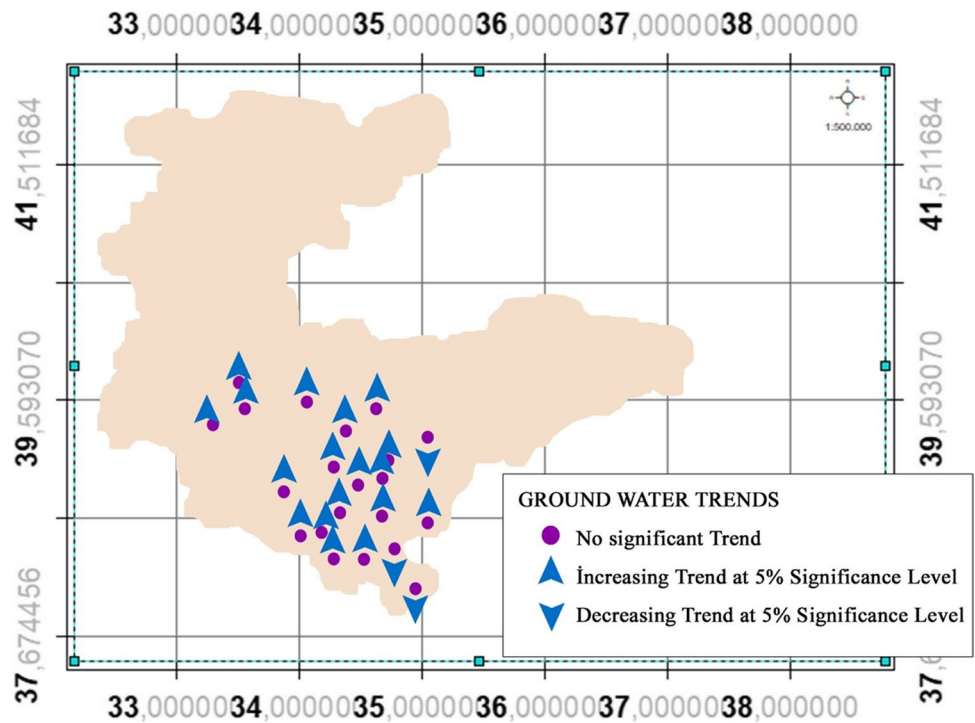 33,000000 34,000000 35,000000 36,000000 37,000000 38,000000
1:500.000
41,511684
41,511684
39,593070
39,593070
37,674456
GROUND WATER TRENDS
No significant Trend
İncreasing Trend at 5% Significance Level
Decreasing Trend at 5% Significance Level
33,000000 34,000000 35,000000 36,000000 37,000000 38,000000